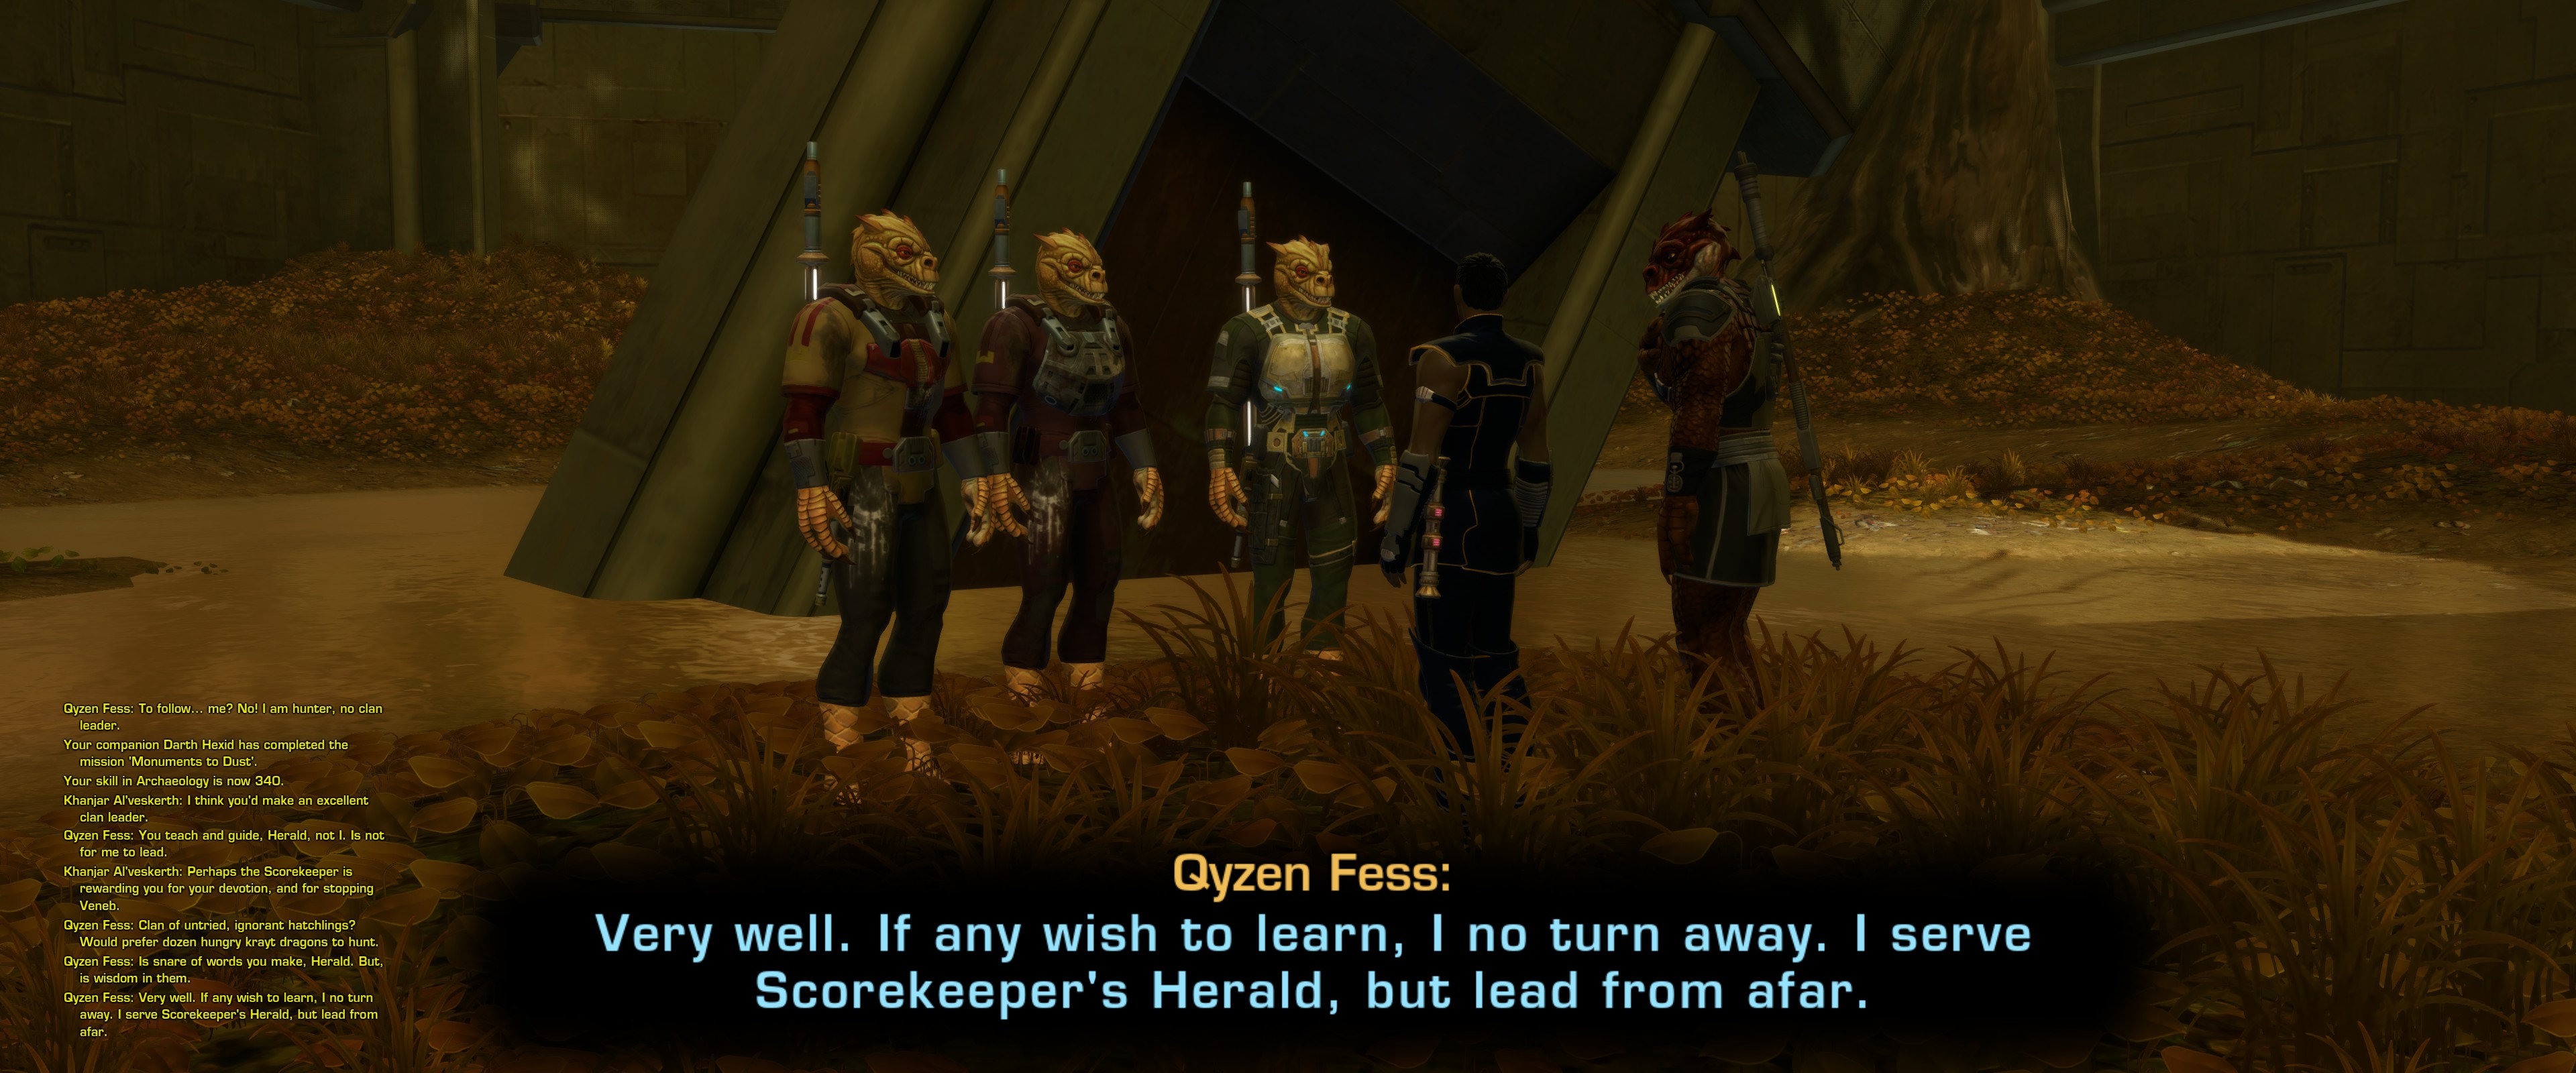 Qyzen Fess: To follow... me? No! I am hunter, no clan
leader.
Your companion Darth Hexid has completed the
mission 'Monuments to Dust'.
Your skill in Archaeology is now 340.
Khanjar Al'veskerth: I think you'd make an excellent
clan leader.
Qyzen Fess: You teach and guide, Herald, not I. Is not
for me to lead.
Khanjar Al'veskerth: Perhaps the Scorekeeper is
rewarding you for your devotion, and for stopping
Veneb.
Qyzen Fess: Clan of untried, ignorant hatchlings?
Would prefer dozen hungry krayt dragons to hunt.
Qyzen Fess: Is snare of words you make, Herald. But,
is wisdom in them.
Qyzen Fess: Very well. If any wish to learn, I no turn
away. I serve Scorekeeper's Herald, but lead from
afar.
Qyzen Fess:
Very well. If any wish to learn, I no turn away. I serve
Scorekeeper's Herald, but lead from afar.